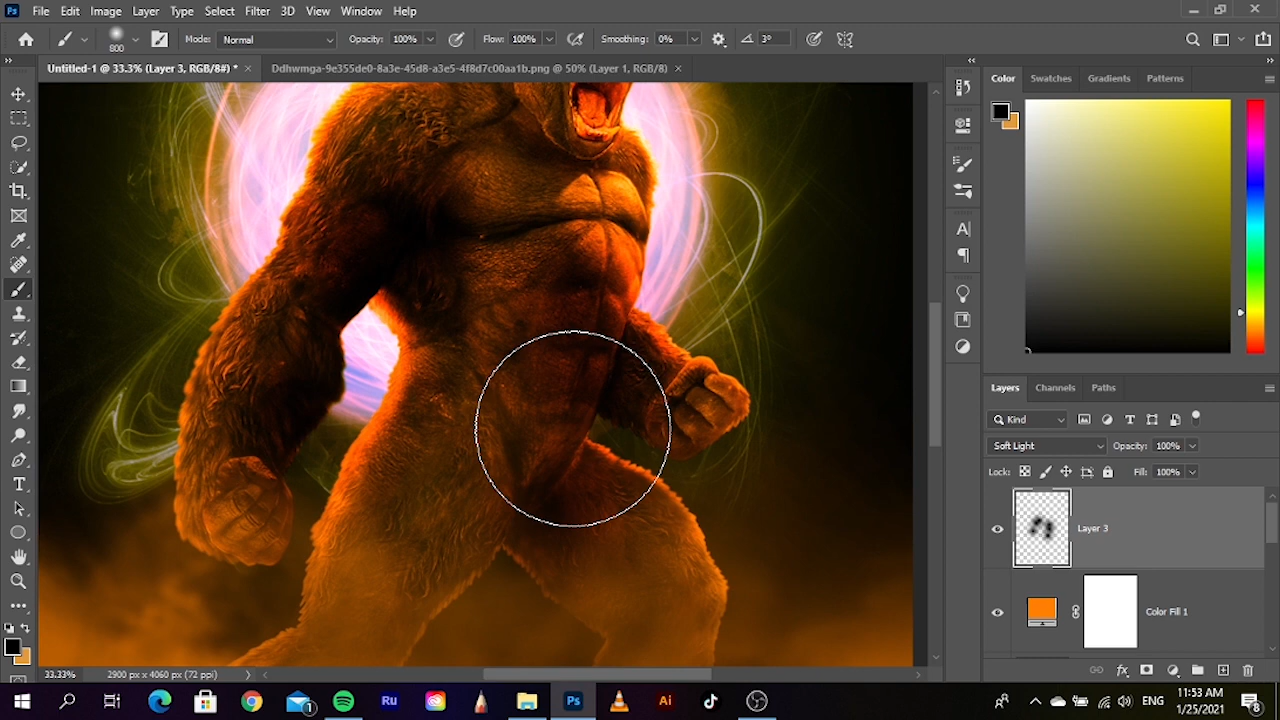 Ps File Edit Image Layer Type Select Filter 3D View Window Help
800 Mode: Normal Opacity: 100% Flow: 100% Smoothing: 0% 3°
Untitled-1 @ 33.3% (Layer 3, RGB/8#) * × Ddhwmga-9e355de0-8a3e-45d8-a3e5-4f8d7c00aa1b.png @ 50% (Layer 1, RGB/8) ×
Color Swatches Gradients Patterns
Layers Channels Paths
Kind
Soft Light Opacity: 100%
Lock: Fill: 100%
Layer 3
Color Fill 1
33.33% 2900 px x 4060 px (72 ppi)
1 Ru Ps Ai ENG 11:53 AM
1/25/2021 8